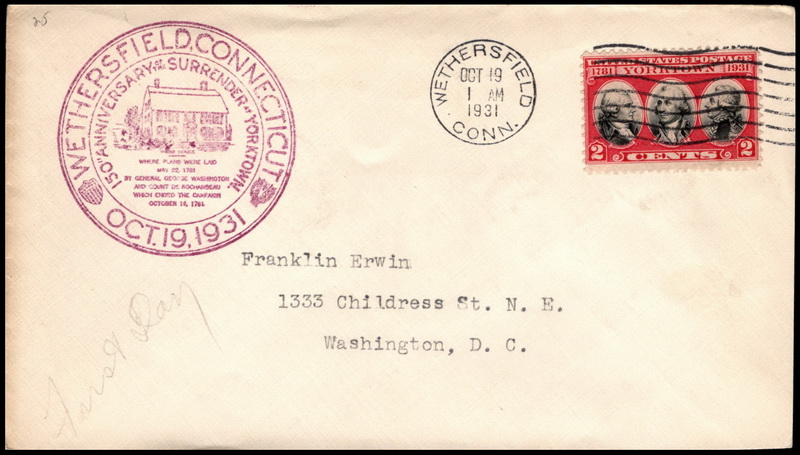 25
WETHERSFIELD, CONNECTICUT
150TH ANNIVERSARY OF THE SURRENDER AT YORKTOWN
WHERE PLANS WERE LAID
MAY 22, 1781
BY GENERAL GEORGE WASHINGTON
AND COUNT DE ROCHAMBEAU
WHICH ENDED THE CAMPAIGN
OCTOBER 19, 1781
OCT. 19, 1931
WETHERSFIELD
OCT 19
1 AM
1931
CONN.
UNITED STATES POSTAGE
1781 YORKTOWN 1931
2 CENTS 2
Franklin Erwin
1333 Childress St. N. E.
Washington, D. C.
First Day